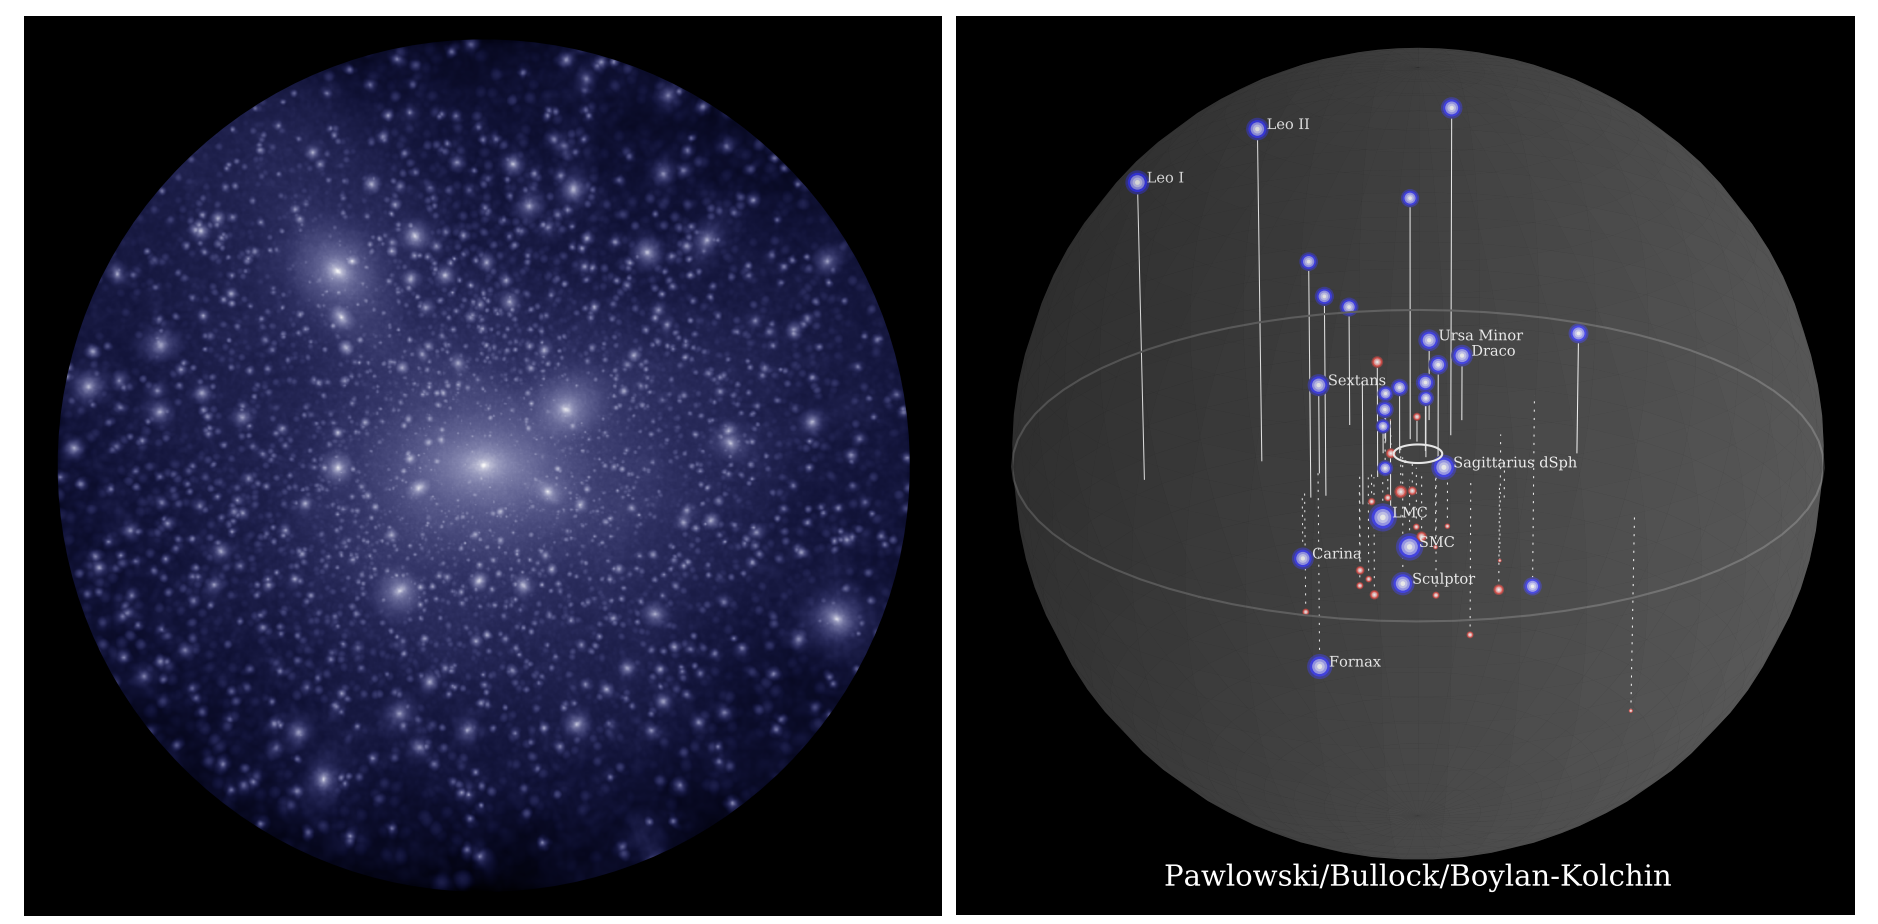 Leo II
Leo I
Ursa Minor
Draco
Sextans
Sagittarius dSph
LMC
SMC
Carina
Sculptor
Fornax
Pawlowski/Bullock/Boylan-Kolchin